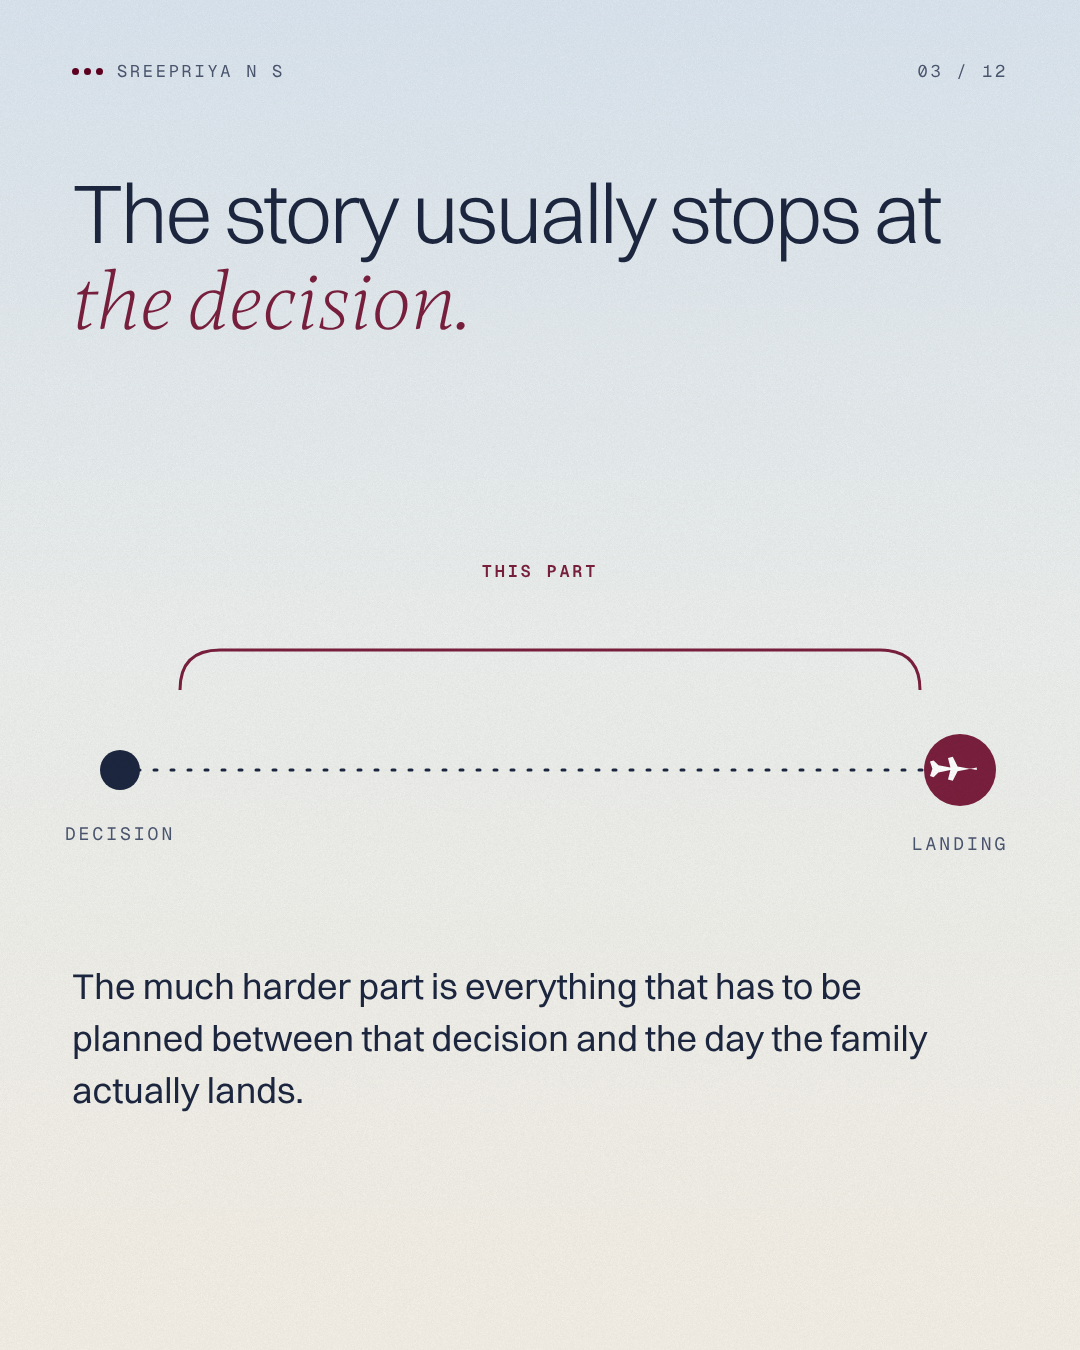 SREEPRIYA N S
03 / 12
The story usually stops at
the decision.
THIS PART
DECISION
LANDING
The much harder part is everything that has to be
planned between that decision and the day the family
actually lands.